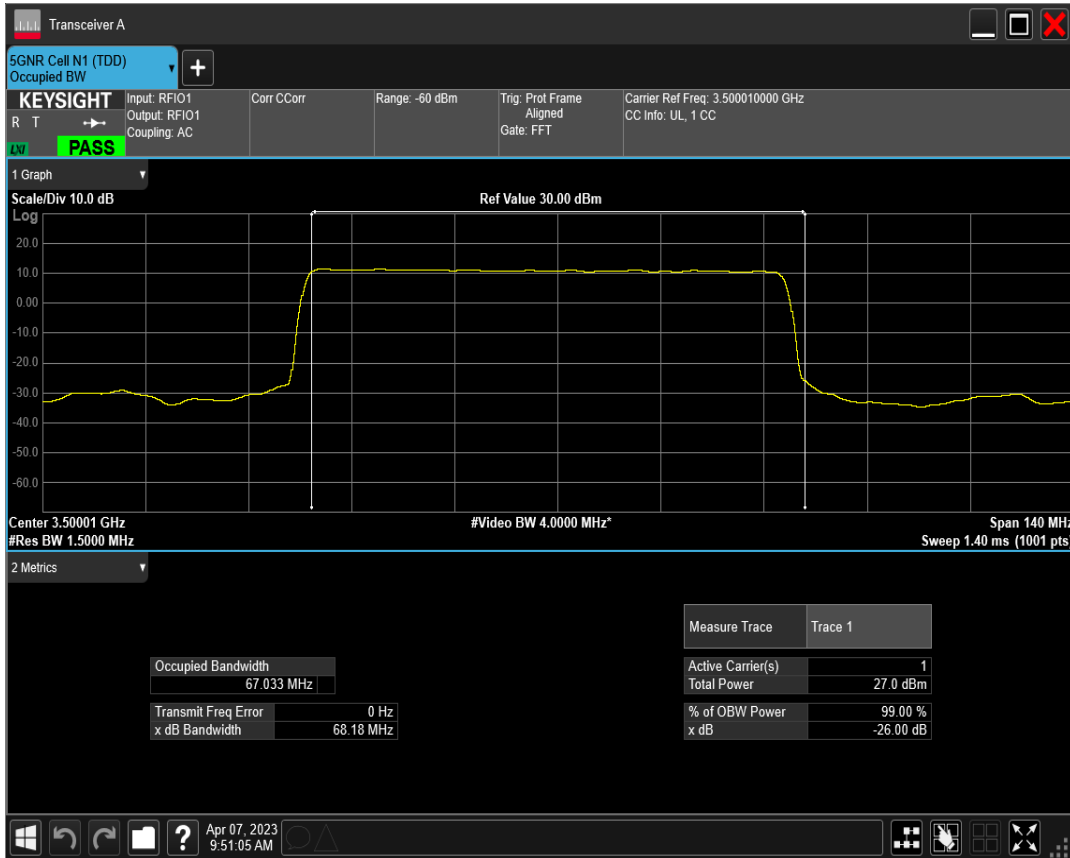 Transceiver A
5GNR Cell N1 (TDD)
Occupied BW
+
KEYSIGHT
R T
LXI
PASS
Input: RFIO1
Output: RFIO1
Coupling: AC
Corr CCorr
Range: -60 dBm
Trig: Prot Frame
Aligned
Gate: FFT
Carrier Ref Freq: 3.500010000 GHz
CC Info: UL, 1 CC
1 Graph
Scale/Div 10.0 dB
Ref Value 30.00 dBm
Log
20.0
10.0
0.00
-10.0
-20.0
-30.0
-40.0
-50.0
-60.0
Center 3.50001 GHz
#Video BW 4.0000 MHz*
Span 140 MHz
#Res BW 1.5000 MHz
Sweep 1.40 ms (1001 pts)
2 Metrics
Measure Trace Trace 1
Occupied Bandwidth
67.033 MHz
Transmit Freq Error 0 Hz
x dB Bandwidth 68.18 MHz
Active Carrier(s) 1
Total Power 27.0 dBm
% of OBW Power 99.00 %
x dB -26.00 dB
?
Apr 07, 2023
9:51:05 AM